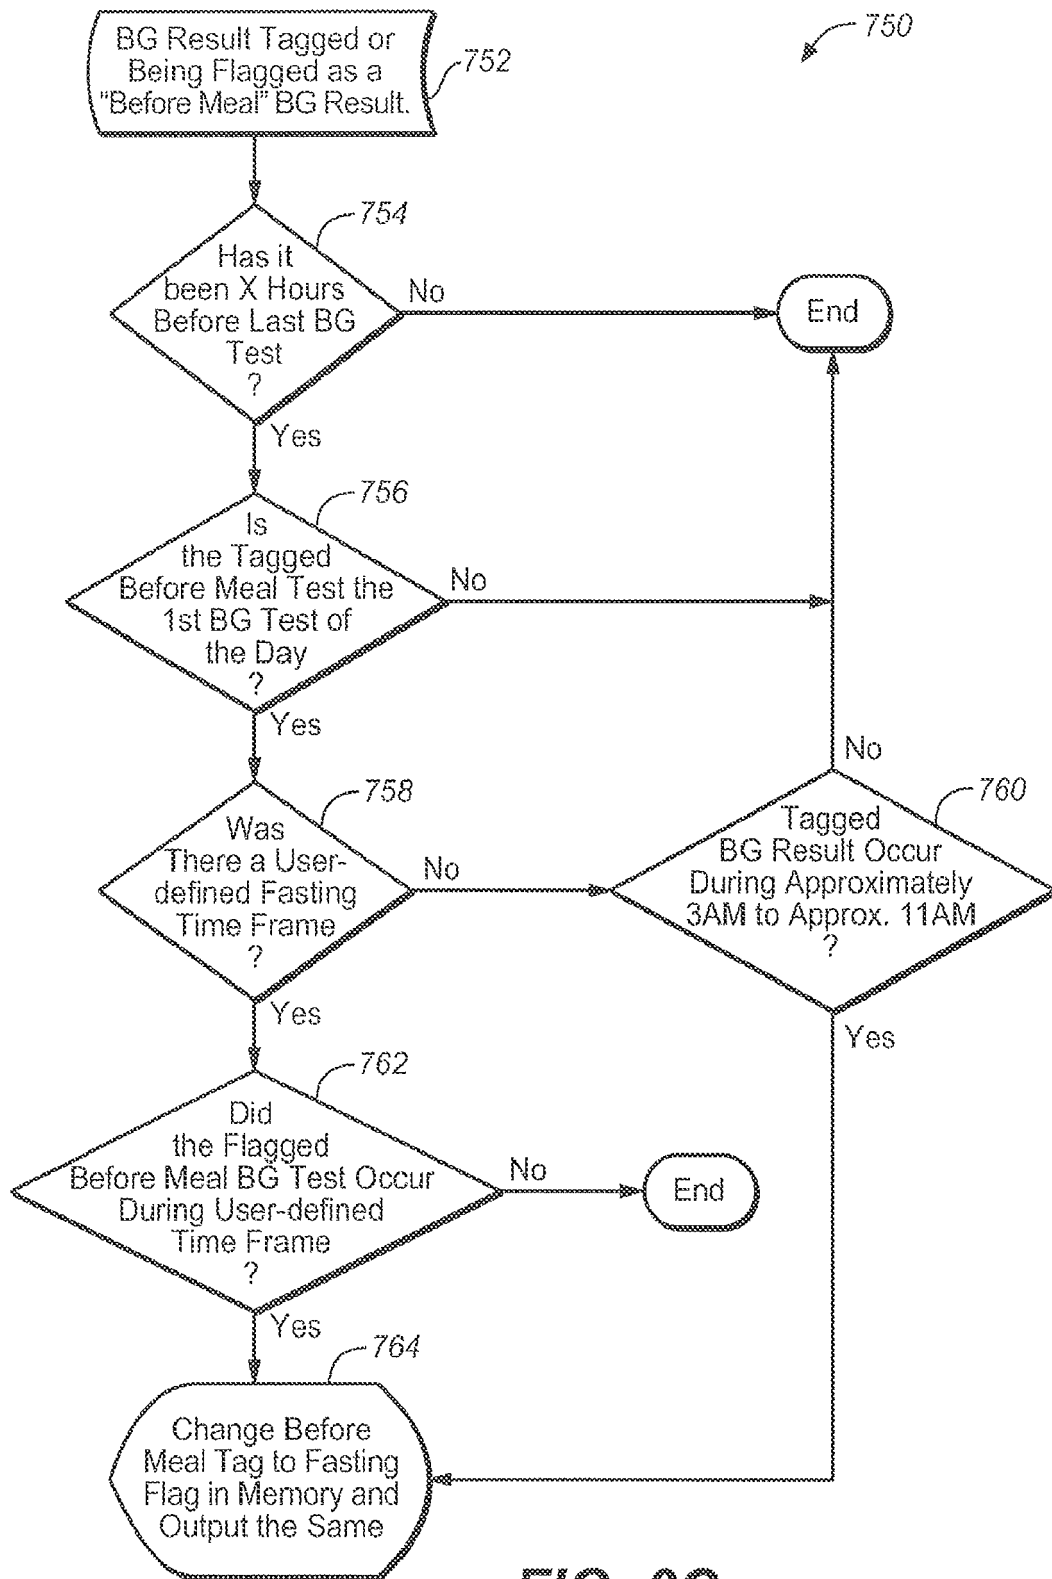 750
BG Result Tagged or
Being Flagged as a
"Before Meal" BG Result.
752
754
Has it
been X Hours
Before Last BG
Test
?
No
End
Yes
756
Is
the Tagged
Before Meal Test the
1st BG Test of
the Day
?
No
Yes
758
Was
There a User-
defined Fasting
Time Frame
?
No
Yes
No
760
Tagged
BG Result Occur
During Approximately
3AM to Approx. 11AM
?
Yes
762
Did
the Flagged
Before Meal BG Test Occur
During User-defined
Time Frame
?
No
End
Yes
764
Change Before
Meal Tag to Fasting
Flag in Memory and
Output the Same